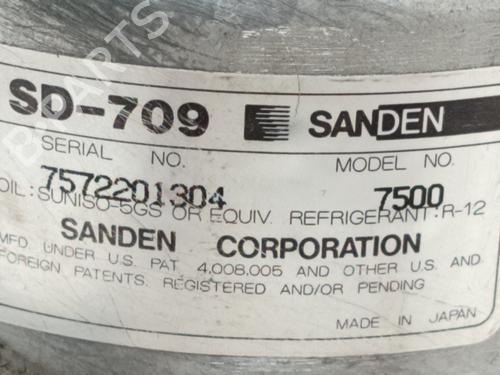 SD-709 SANDEN
SERIAL NO. MODEL NO.
7572201304 7500
OIL: SUNISO-5GS OR EQUIV. REFRIGERANT: R-12
SANDEN CORPORATION
MFD. UNDER U.S. PAT. 4,008,005 AND OTHER U.S. AND
FOREIGN PATENTS, REGISTERED AND/OR PENDING
MADE IN JAPAN